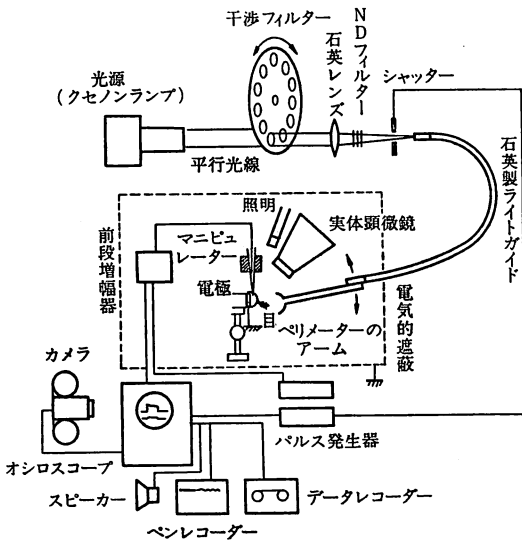 干渉フィルター
光源
(クセノンランプ)
平行光線
石英レンズ
NDフィルター
シャッター
石英製ライトガイド
照明
実体顕微鏡
マニピュ
レーター
前段増幅器
電極
目
ペリメーターの
アーム
電気的遮蔽
カメラ
オシロスコープ
パルス発生器
スピーカー
ペンレコーダー
データレコーダー